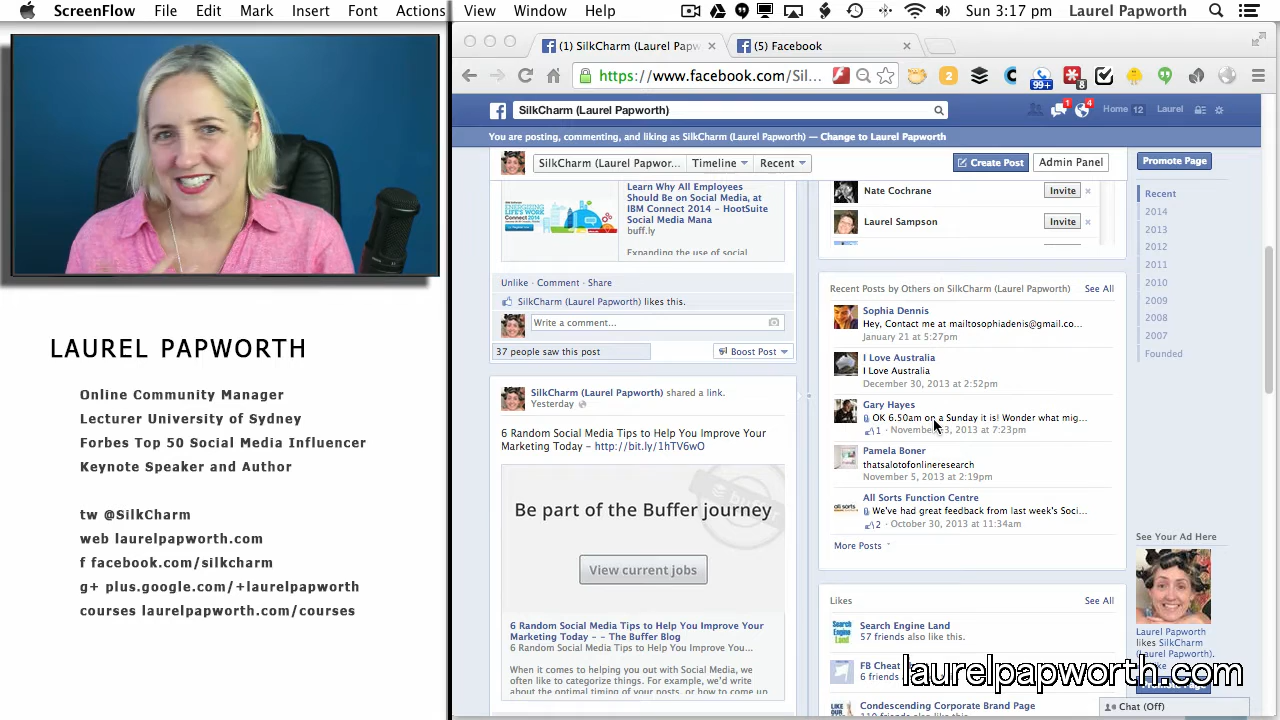 ScreenFlow File Edit Mark Insert Font Actions View Window Help Sun 3:17 pm Laurel Papworth
(1) SilkCharm (Laurel Papw
(5) Facebook
https://www.facebook.com/Sil...
2
99+
8
SilkCharm (Laurel Papworth)
1
4
Home 12
Laurel
You are posting, commenting, and liking as SilkCharm (Laurel Papworth) — Change to Laurel Papworth
SilkCharm (Laurel Papwor...
Timeline
Recent
Create Post
Admin Panel
Promote Page
Learn Why All Employees
Should Be on Social Media, at
IBM Connect 2014 - HootSuite
Social Media Mana
buff.ly
Expanding the use of social
Unlike · Comment · Share
SilkCharm (Laurel Papworth) likes this.
Write a comment...
37 people saw this post
Boost Post
SilkCharm (Laurel Papworth) shared a link.
Yesterday
6 Random Social Media Tips to Help You Improve Your
Marketing Today – http://bit.ly/1hTV6wO
Be part of the Buffer journey
View current jobs
6 Random Social Media Tips to Help You Improve Your
Marketing Today - - The Buffer Blog
6 Random Social Media Tips to Help You Improve You...
When it comes to helping you out with Social Media, we
often like to categorize things. For example, we'd write
about the optimal timing of your posts, or how to come up
Nate Cochrane
Invite
Laurel Sampson
Invite
Recent Posts by Others on SilkCharm (Laurel Papworth)
See All
Sophia Dennis
Hey, Contact me at mailtosophiadenis@gmail.co...
January 21 at 5:27pm
I Love Australia
I Love Australia
December 30, 2013 at 2:52pm
Gary Hayes
OK 6.50am on a Sunday it is! Wonder what mig...
1 · 2013 at 7:23pm
Pamela Boner
thatsalotofonlineresearch
November 5, 2013 at 2:19pm
All Sorts Function Centre
We've had great feedback from last week's Soci...
2 · October 30, 2013 at 11:34am
More Posts
Likes
See All
Search Engine Land
57 friends also like this.
FB Cheat
6 friends
Condescending Corporate Brand Page
Recent
2014
2013
2012
2011
2010
2009
2008
2007
Founded
See Your Ad Here
Laurel Papworth
likes SilkCharm
(Laurel Papworth).
Promote Page
Chat (Off)
LAUREL PAPWORTH
Online Community Manager
Lecturer University of Sydney
Forbes Top 50 Social Media Influencer
Keynote Speaker and Author
tw @SilkCharm
web laurelpapworth.com
f facebook.com/silkcharm
g+ plus.google.com/+laurelpapworth
courses laurelpapworth.com/courses
laurelpapworth.com